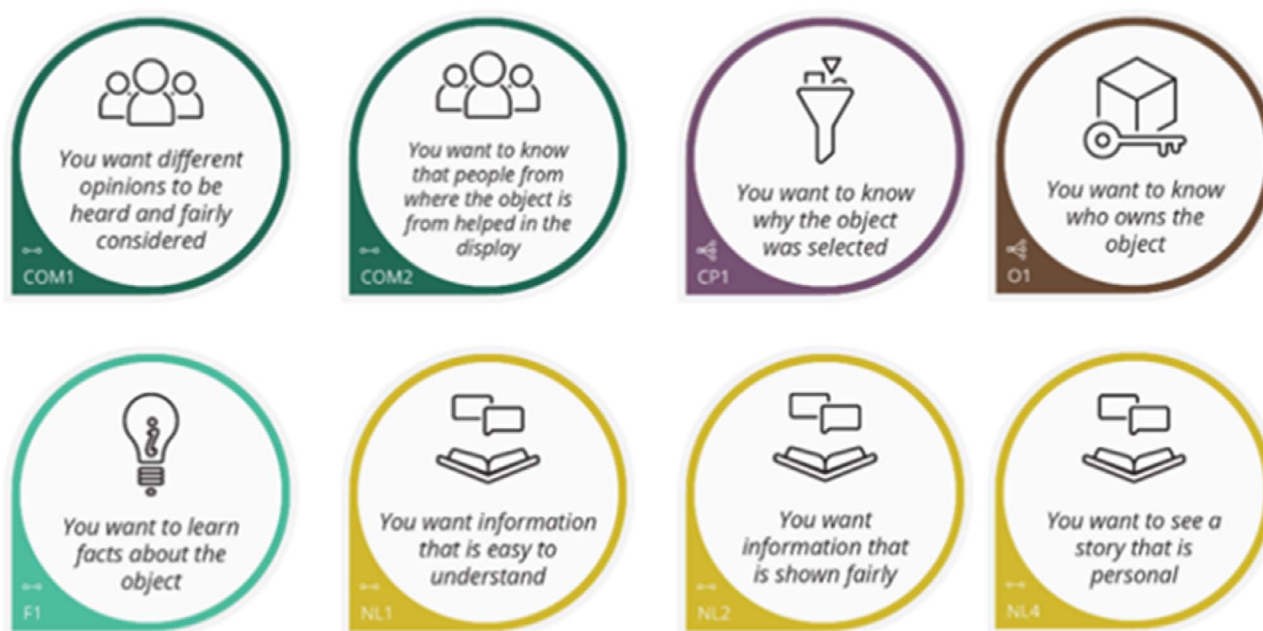 You want different
opinions to be
heard and fairly
considered
COM1
You want to know
that people from
where the object is
from helped in the
display
COM2
You want to know
why the object
was selected
CP1
You want to know
who owns the
object
O1
You want to learn
facts about the
object
F1
You want information
that is easy to
understand
NL1
You want
information that
is shown fairly
NL2
You want to see a
story that is
personal
NL4